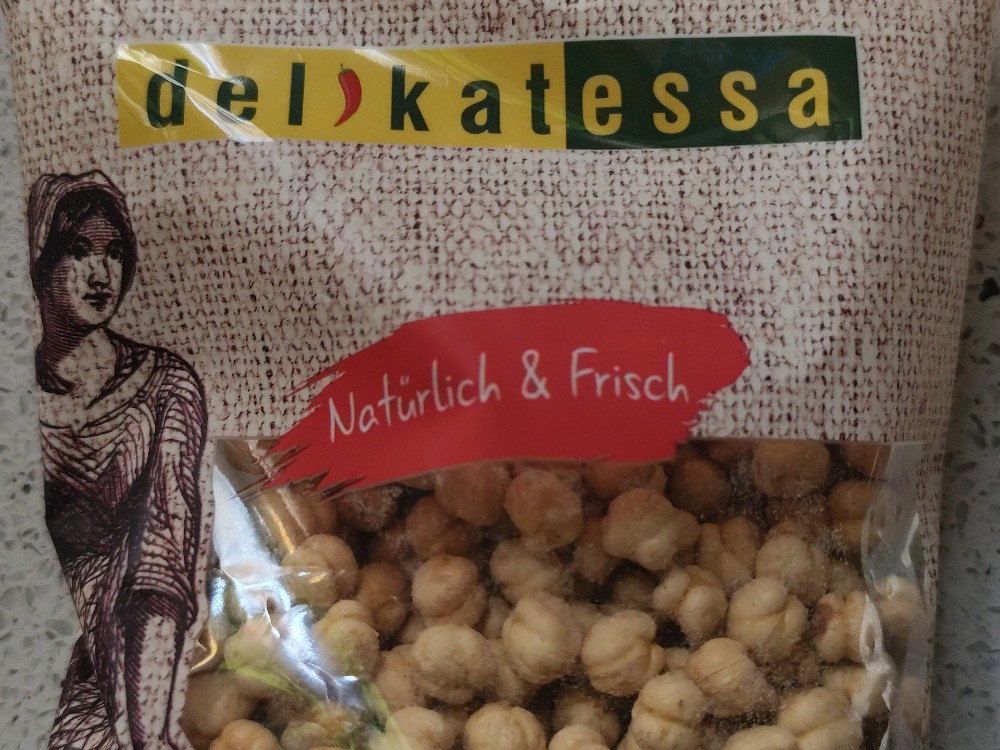 delikatessa
Natürlich & Frisch